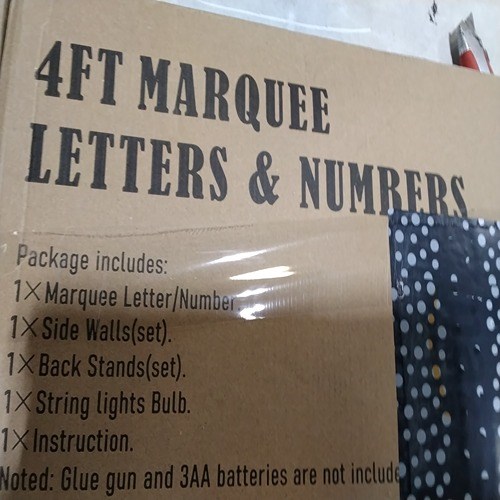 4FT MARQUEE
LETTERS & NUMBERS
Package includes:
1×Marquee Letter/Number
1×Side Walls(set).
1×Back Stands(set).
1×String lights Bulb.
1×Instruction.
Noted: Glue gun and 3AA batteries are not include